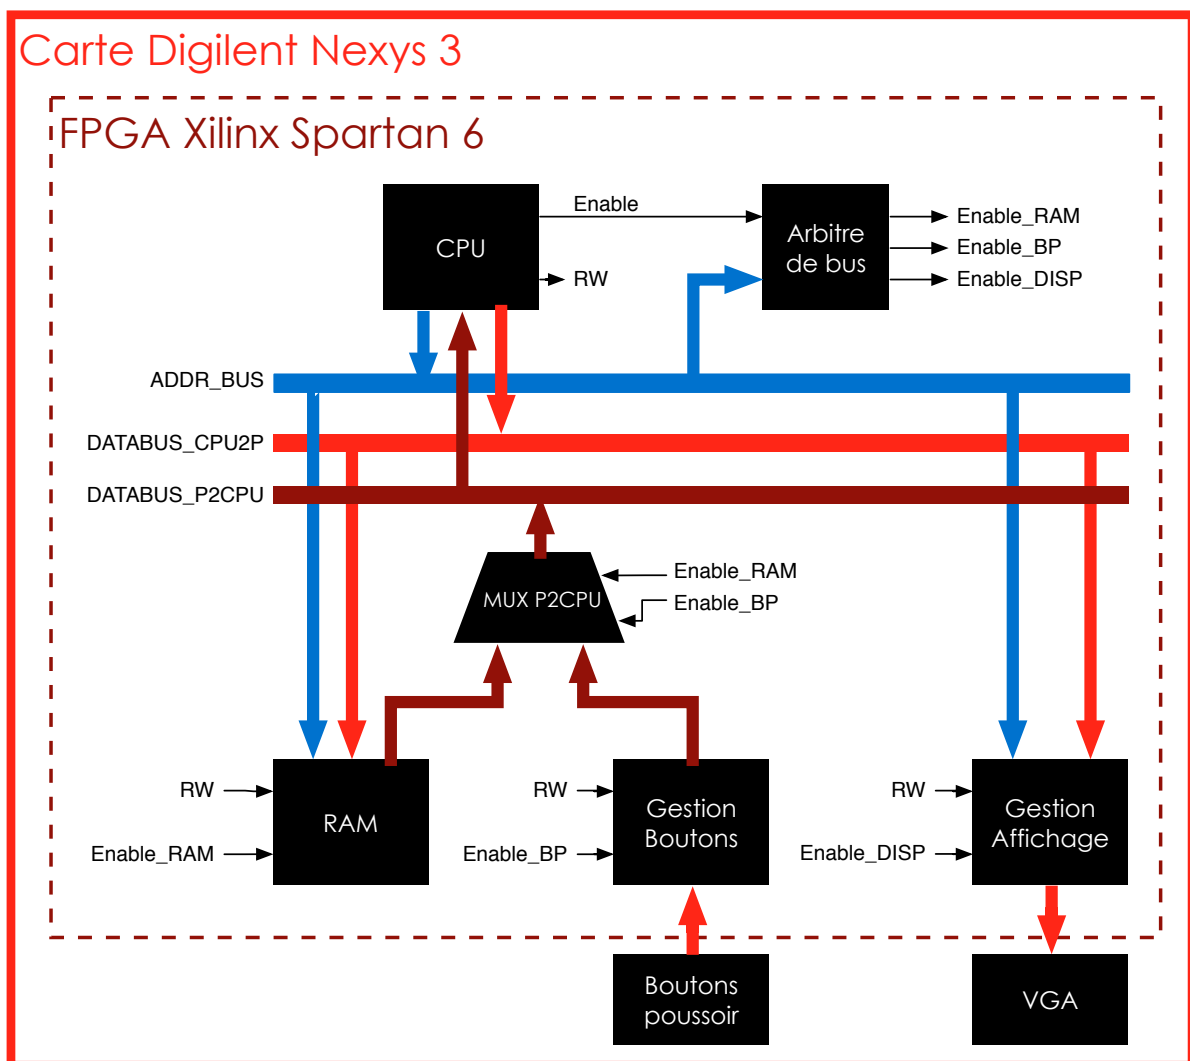 Carte Digilent Nexys 3
FPGA Xilinx Spartan 6
CPU
Enable
RW
Arbitre
de bus
Enable_RAM
Enable_BP
Enable_DISP
ADDR_BUS
DATABUS_CPU2P
DATABUS_P2CPU
MUX P2CPU
Enable_RAM
Enable_BP
RW
Enable_RAM
RAM
RW
Enable_BP
Gestion
Boutons
RW
Enable_DISP
Gestion
Affichage
Boutons
poussoir
VGA